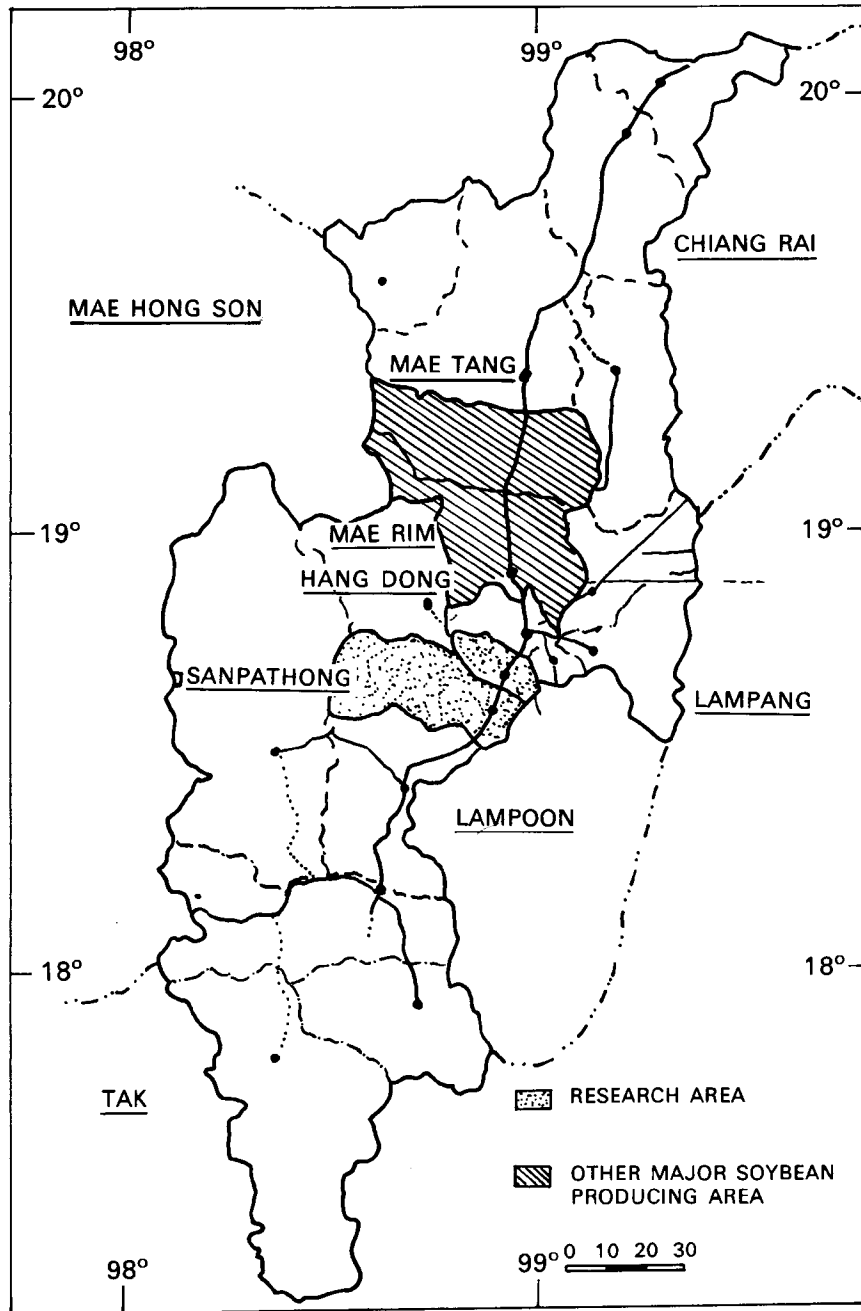 98°
99°
20°
20°
CHIANG RAI
MAE HONG SON
MAE TANG
19°
19°
MAE RIM
HANG DONG
SANPATHONG
LAMPANG
LAMPOON
18°
18°
TAK
RESEARCH AREA
OTHER MAJOR SOYBEAN
PRODUCING AREA
0 10 20 30
98°
99°